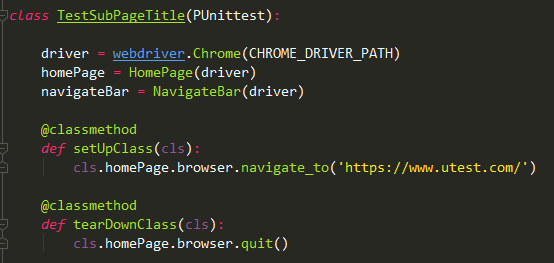 class TestSubPageTitle(PUnittest):
driver = webdriver.Chrome(CHROME_DRIVER_PATH)
homePage = HomePage(driver)
navigateBar = NavigateBar(driver)
@classmethod
def setUpClass(cls):
cls.homePage.browser.navigate_to('https://www.utest.com/')
@classmethod
def tearDownClass(cls):
cls.homePage.browser.quit()